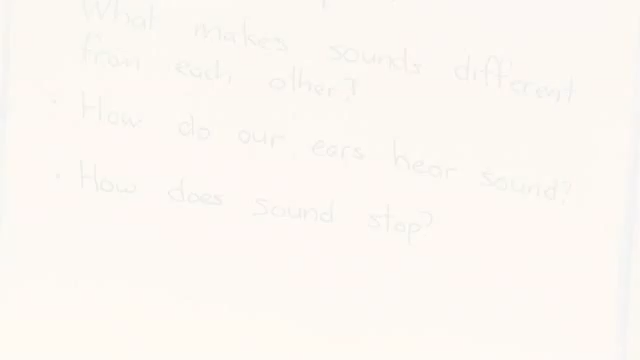 What makes sounds different
from each other?
• How do our ears hear sound?
• How does sound stop?